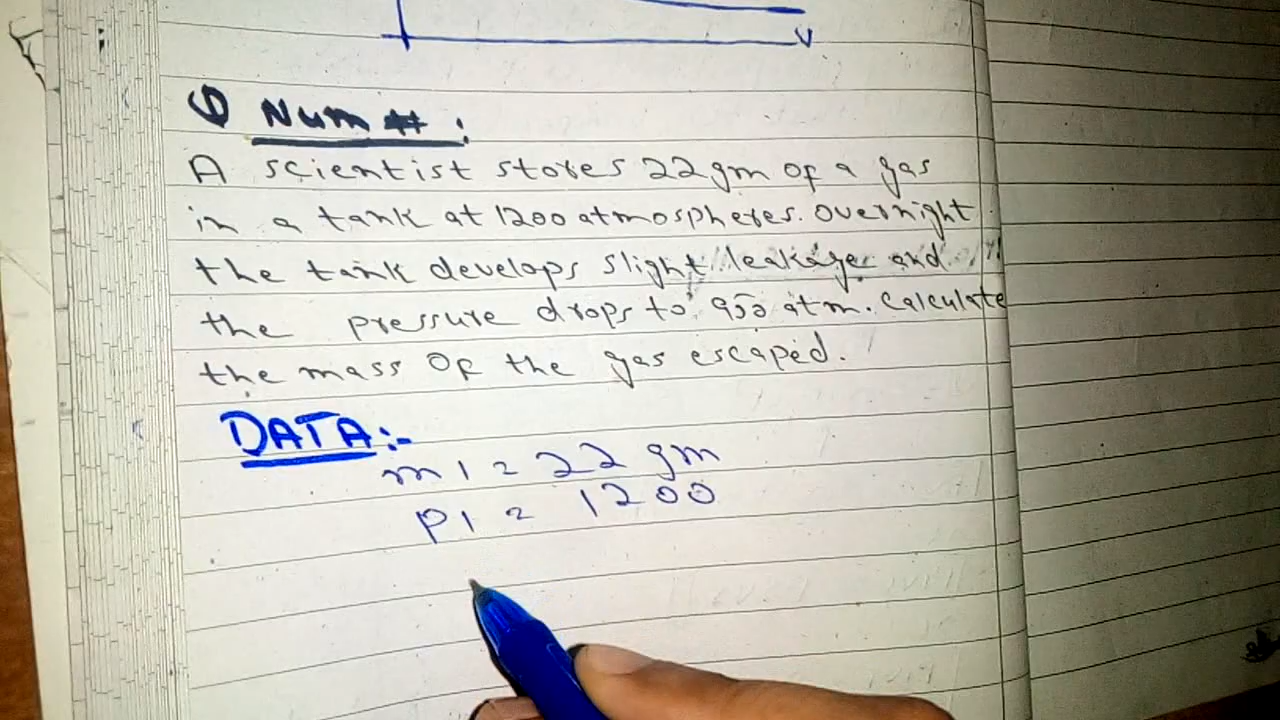 V
Num # :
A scientist stores 22 gm of a gas
in a tank at 1200 atmospheres. Overnight
the tank develops slight leakage and
the pressure drops to 950 atm. Calculate
the mass of the gas escaped.
DATA:-
m1 = 22 gm
P1 = 1200